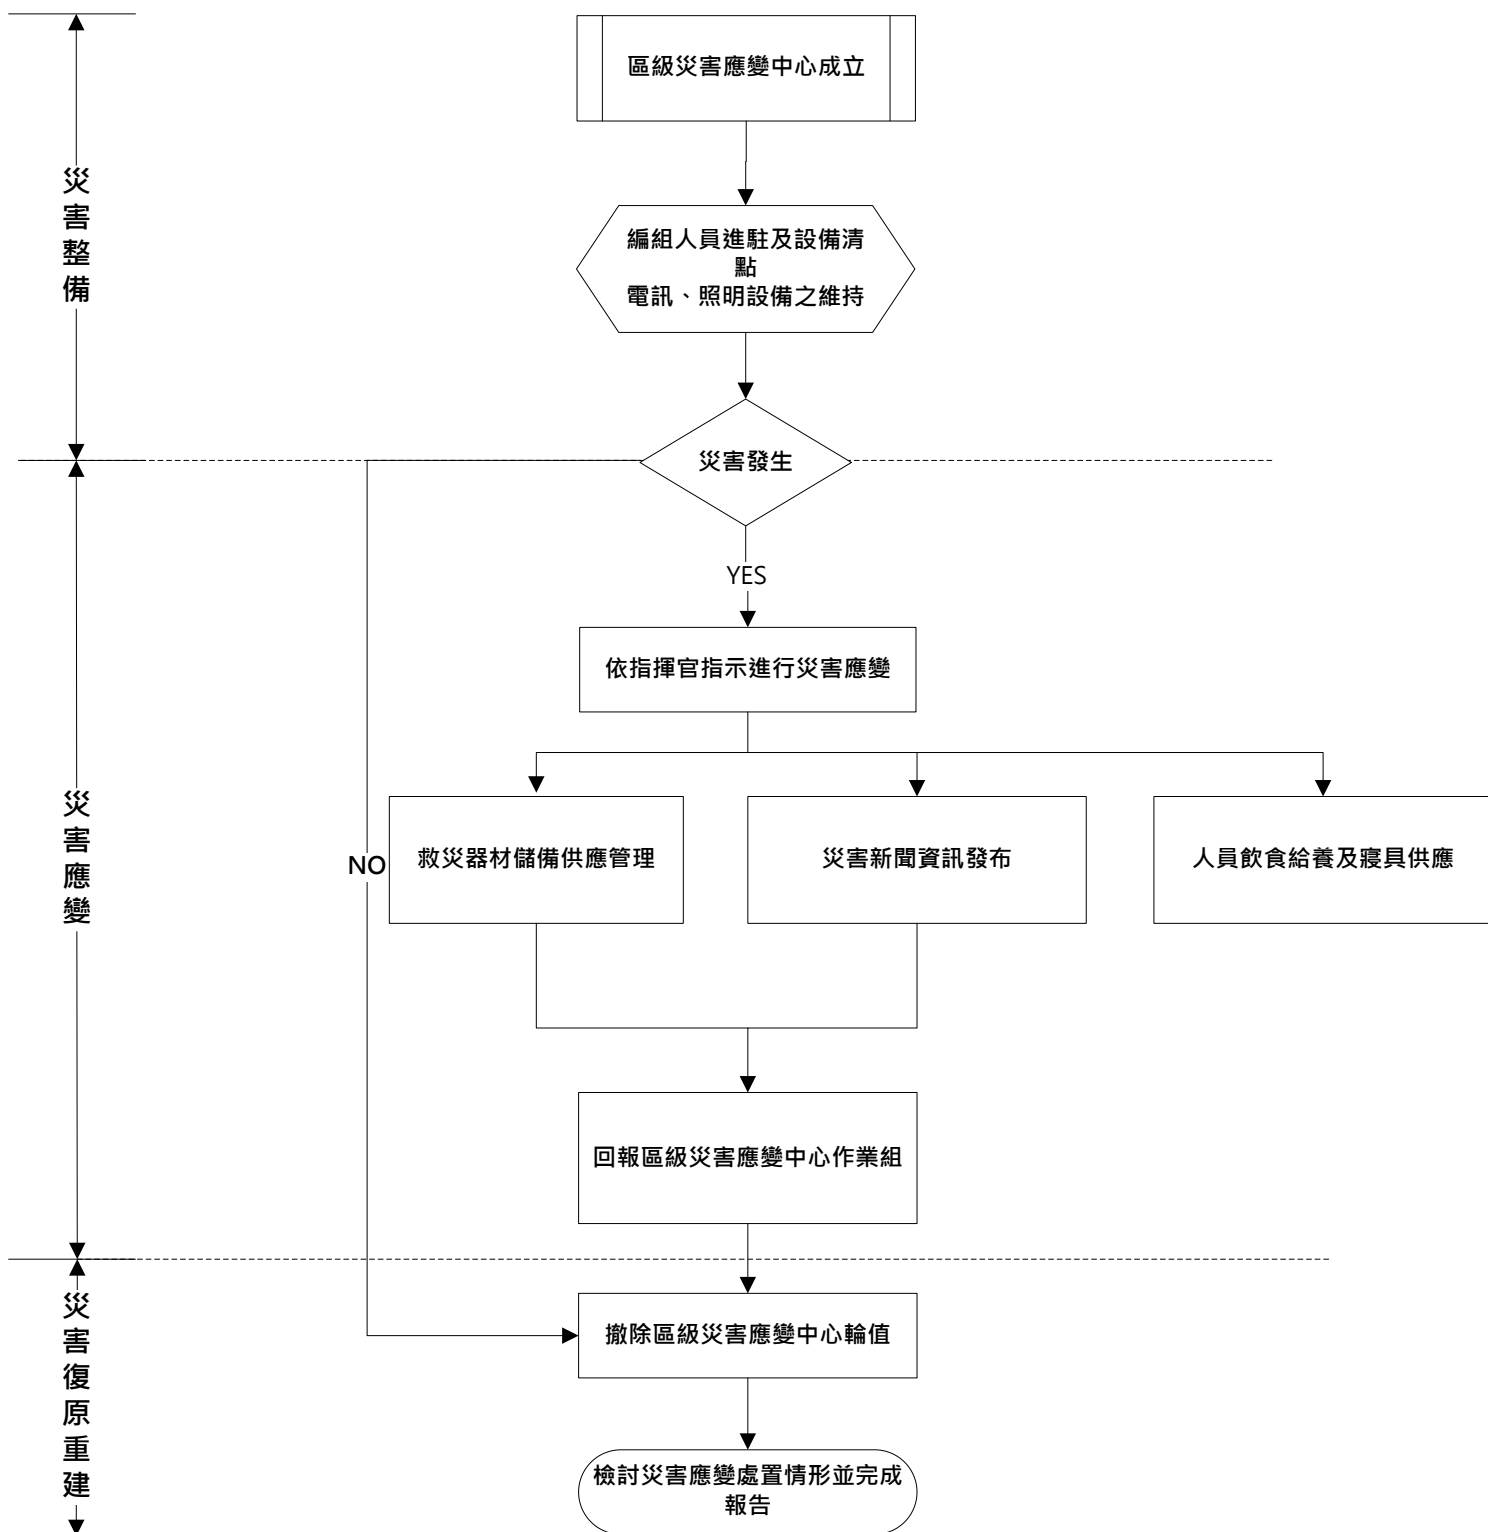 區級災害應變中心成立
災害整備
編組人員進駐及設備清
點
電訊、照明設備之維持
災害發生
YES
依指揮官指示進行災害應變
災害應變
NO
救災器材儲備供應管理
災害新聞資訊發布
人員飲食給養及寢具供應
回報區級災害應變中心作業組
災害復原重建
撤除區級災害應變中心輪值
檢討災害應變處置情形並完成
報告